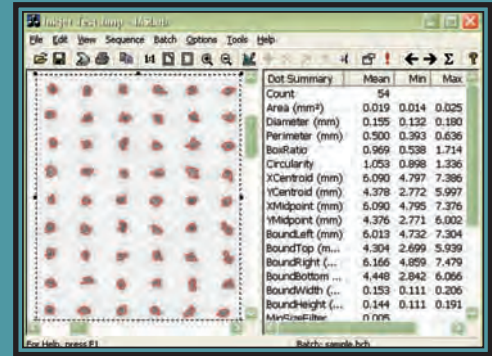 Inkjet Test.bmp -
File Edit View Sequence Batch Options Tools Help
1:1 Σ ?
Dot Summary Mean Min Max
Count 54
Area (mm²) 0.019 0.014 0.025
Diameter (mm) 0.155 0.132 0.180
Perimeter (mm) 0.500 0.393 0.636
BoxRatio 0.969 0.538 1.714
Circularity 1.053 0.898 1.336
XCentroid (mm) 6.090 4.797 7.386
YCentroid (mm) 4.378 2.772 5.997
XMidpoint (mm) 6.090 4.795 7.376
YMidpoint (mm) 4.376 2.771 6.002
BoundLeft (mm) 6.013 4.732 7.304
BoundTop (m... 4.304 2.699 5.939
BoundRight (... 6.166 4.859 7.479
BoundBottom ... 4.448 2.842 6.066
BoundWidth (... 0.153 0.111 0.206
BoundHeight (... 0.144 0.111 0.191
MinSizeFilter 0.005
For Help, press F1 Batch: sample.bch